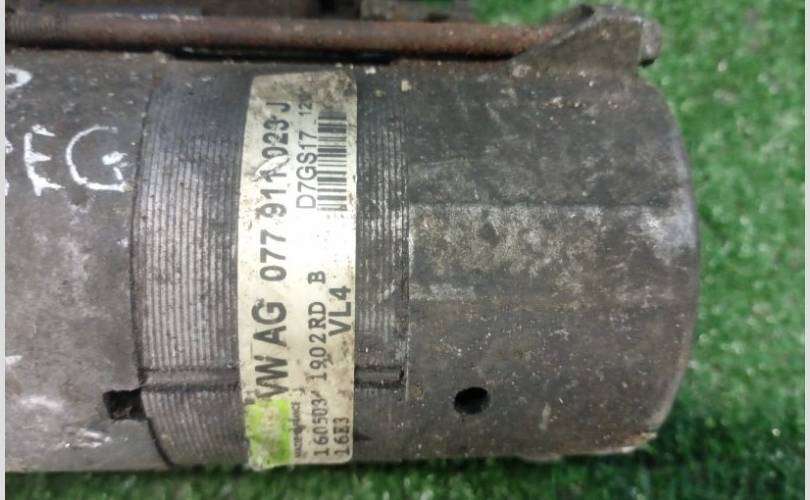 VW AG 077 911 023 J
D7GS17 12V
160503 1902RD B
16E3 VL4